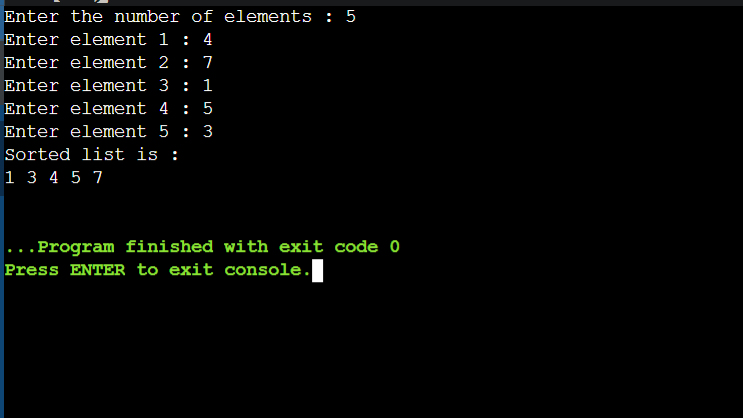 Enter the number of elements : 5
Enter element 1 : 4
Enter element 2 : 7
Enter element 3 : 1
Enter element 4 : 5
Enter element 5 : 3
Sorted list is :
1 3 4 5 7
...Program finished with exit code 0
Press ENTER to exit console.